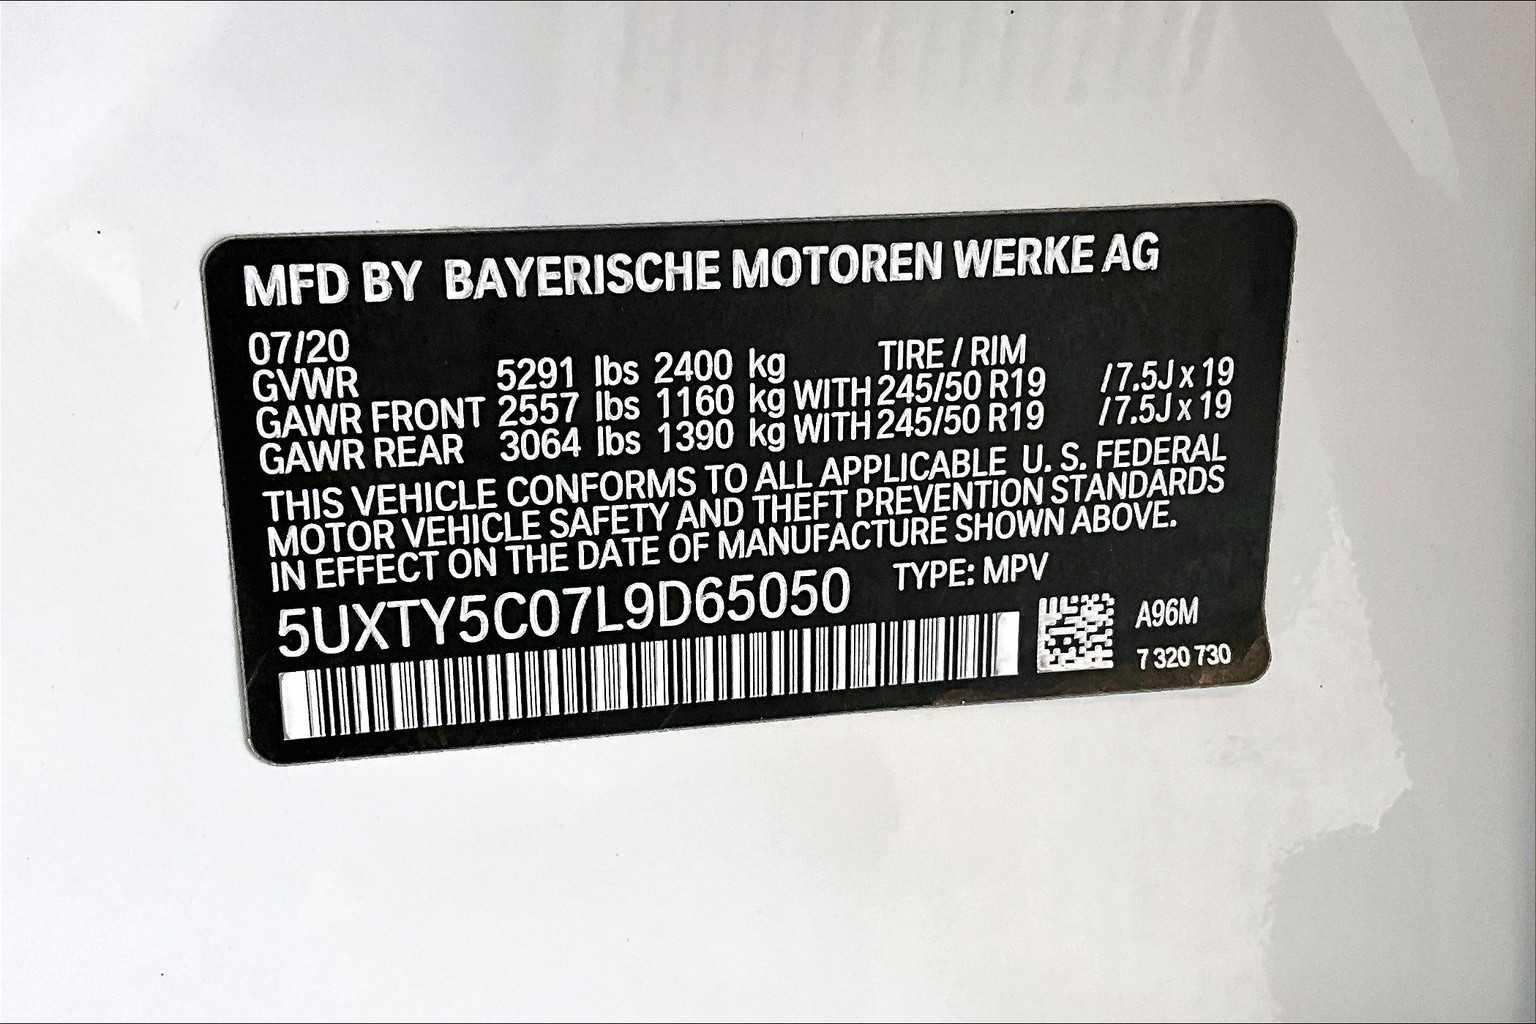 MFD BY BAYERISCHE MOTOREN WERKE AG
07/20 TIRE / RIM
GVWR 5291 lbs 2400 kg
GAWR FRONT 2557 lbs 1160 kg WITH 245/50 R19 /7.5J x 19
GAWR REAR 3064 lbs 1390 kg WITH 245/50 R19 /7.5J x 19
THIS VEHICLE CONFORMS TO ALL APPLICABLE U. S. FEDERAL
MOTOR VEHICLE SAFETY AND THEFT PREVENTION STANDARDS
IN EFFECT ON THE DATE OF MANUFACTURE SHOWN ABOVE.
5UXTY5C07L9D65050 TYPE: MPV
A96M
7 320 730